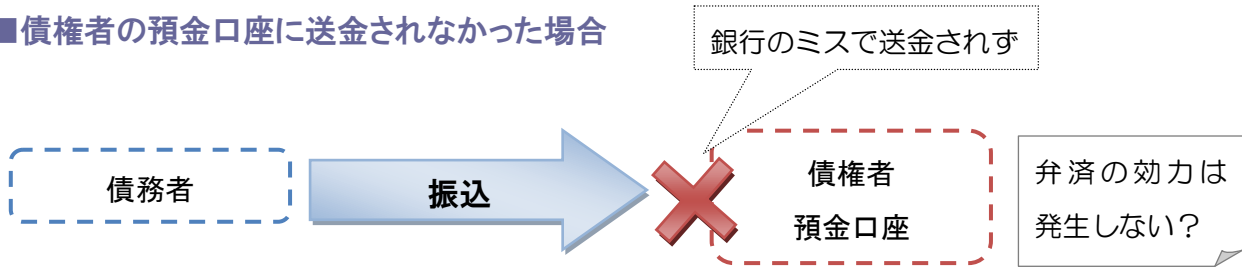 ■債権者の預金口座に送金されなかった場合
銀行のミスで送金されず
債務者
振込
債権者
預金口座
弁済の効力は
発生しない？